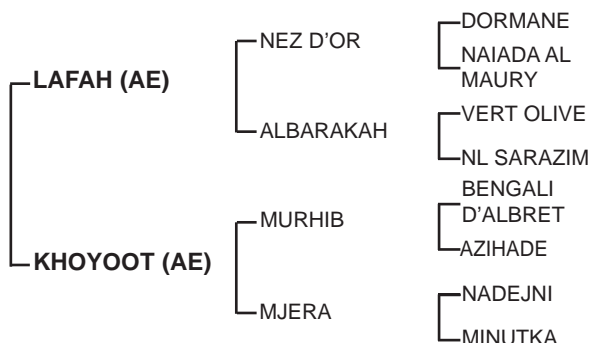 DORMANE
NEZ D'OR
NAIADA AL
MAURY
LAFAH (AE)
VERT OLIVE
ALBARAKAH
NL SARAZIM
BENGALI
D'ALBRET
MURHIB
AZIHADE
KHOYOOT (AE)
NADEJNI
MJERA
MINUTKA